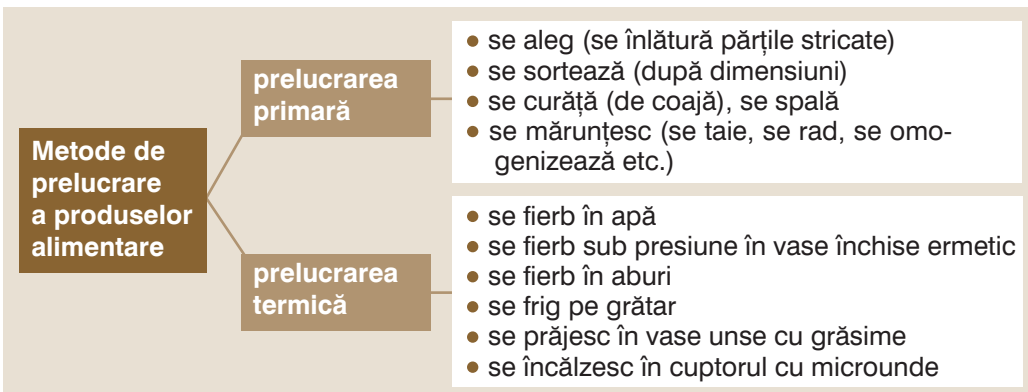 Metode de
prelucrare
a produselor
alimentare
prelucrarea
primară
● se aleg (se înlătură părțile stricate)
● se sortează (după dimensiuni)
● se curăță (de coajă), se spală
● se mărunțesc (se taie, se rad, se omo-
genizează etc.)
prelucrarea
termică
● se fierb în apă
● se fierb sub presiune în vase închise ermetic
● se fierb în aburi
● se frig pe grătar
● se prăjesc în vase unse cu grăsime
● se încălzesc în cuptorul cu microunde